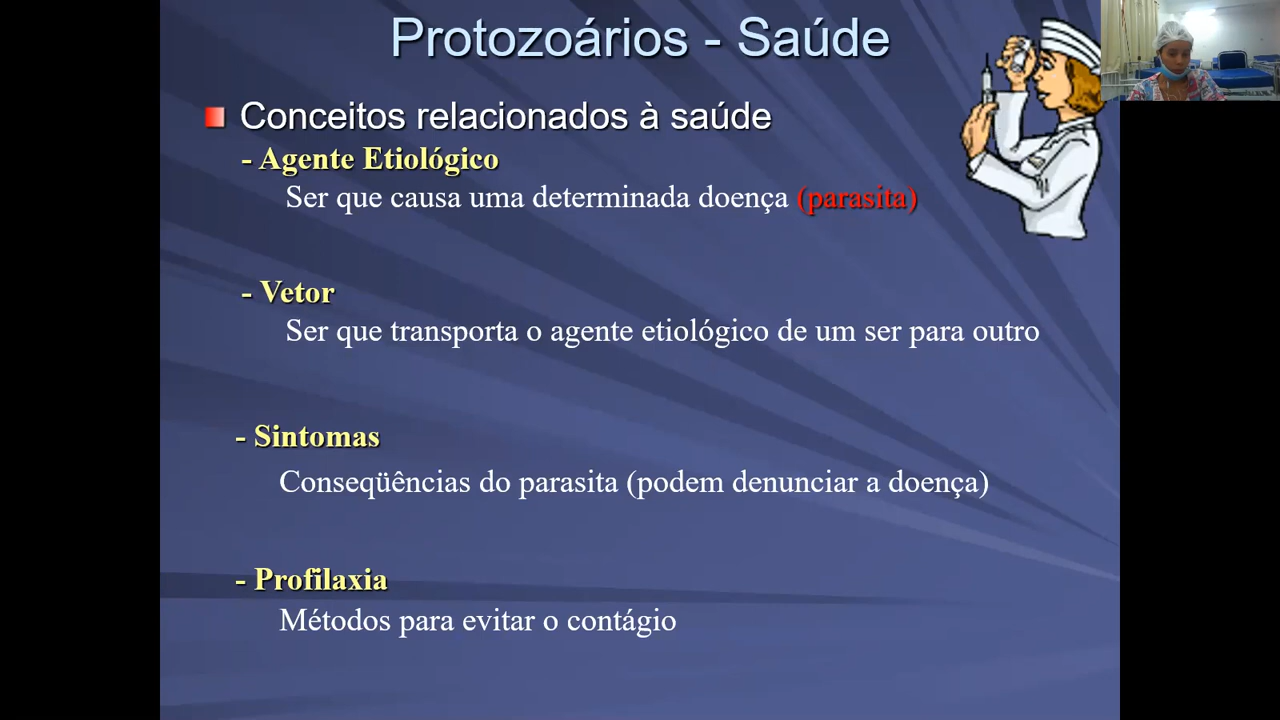 Protozoários - Saúde
Conceitos relacionados à saúde
- Agente Etiológico
Ser que causa uma determinada doença (parasita)
- Vetor
Ser que transporta o agente etiológico de um ser para outro
- Sintomas
Conseqüências do parasita (podem denunciar a doença)
- Profilaxia
Métodos para evitar o contágio